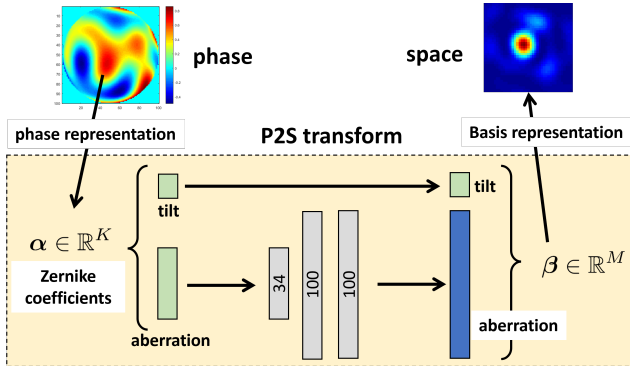 phase
space
phase representation
P2S transform
Basis representation
tilt
tilt
α ∈ ℝ^K
Zernike
coefficients
34
100
100
β ∈ ℝ^M
aberration
aberration